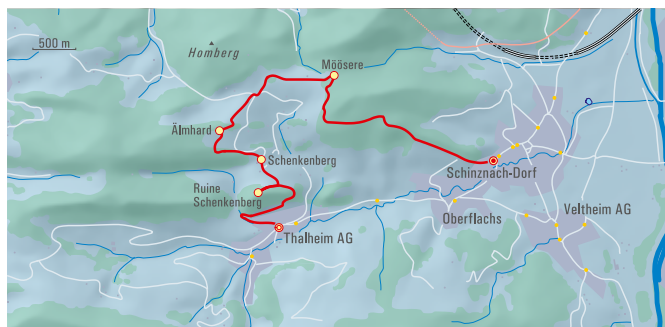 500 m
Homberg
Möösere
Älmhard
Schenkenberg
Schinznach-Dorf
Ruine
Schenkenberg
Oberflachs
Veltheim AG
Thalheim AG